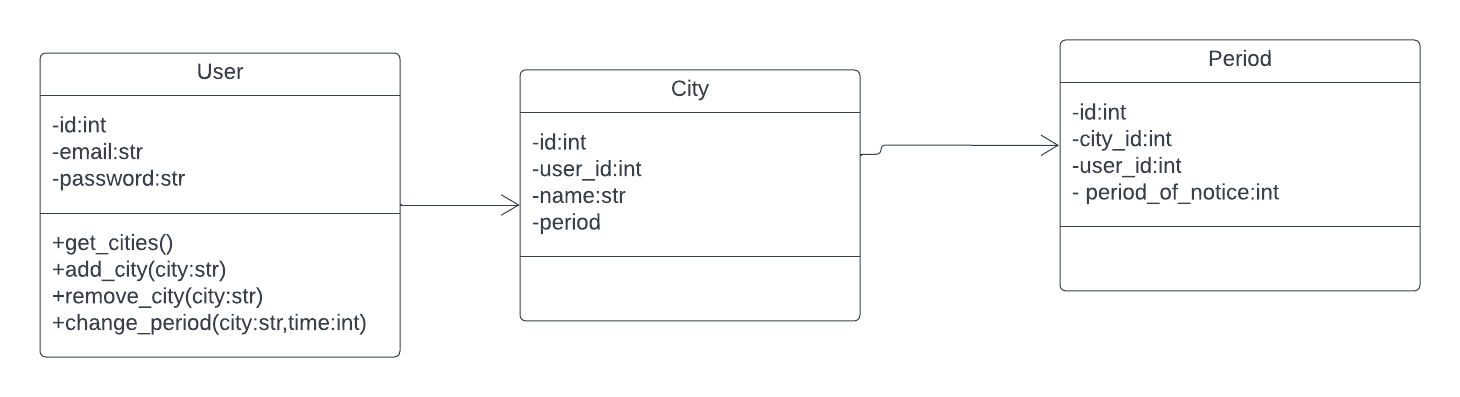 User
-id:int
-email:str
-password:str
+get_cities()
+add_city(city:str)
+remove_city(city:str)
+change_period(city:str,time:int)
City
-id:int
-user_id:int
-name:str
-period
Period
-id:int
-city_id:int
-user_id:int
- period_of_notice:int